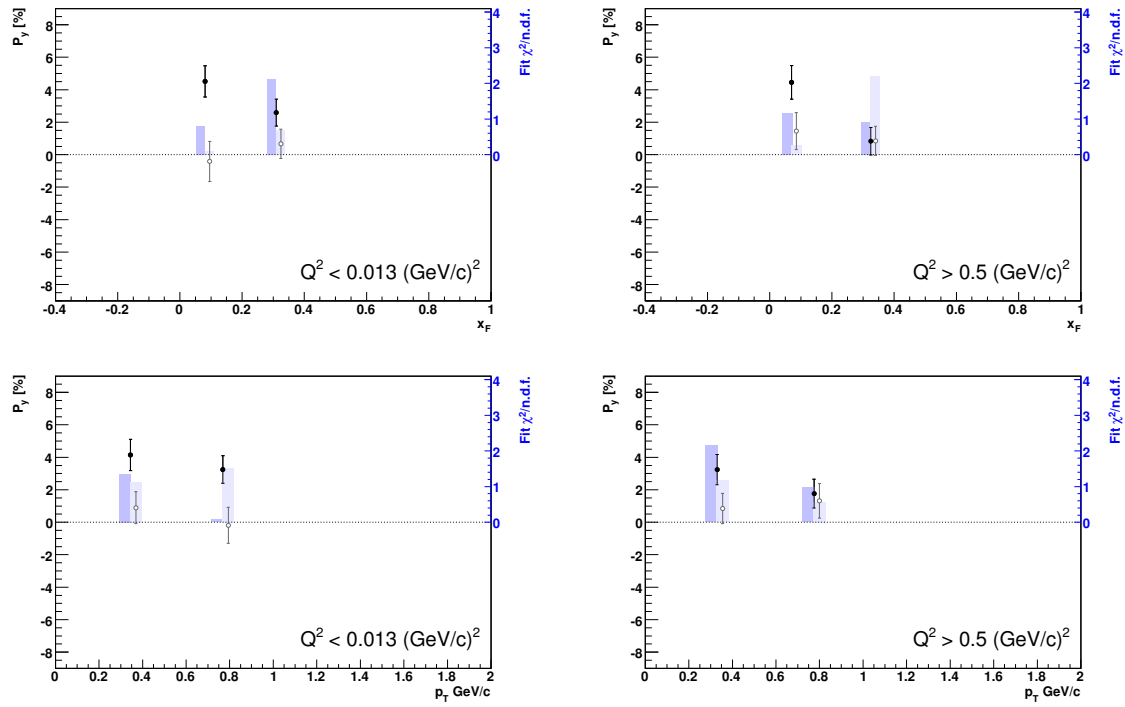 P_y [%]
Fit χ²/n.d.f.
8
6
4
2
0
-2
-4
-6
-8
4
3
2
1
0
Q² < 0.013 (GeV/c)²
-0.4 -0.2 0 0.2 0.4 0.6 0.8 1
x_F
P_y [%]
Fit χ²/n.d.f.
8
6
4
2
0
-2
-4
-6
-8
4
3
2
1
0
Q² > 0.5 (GeV/c)²
-0.4 -0.2 0 0.2 0.4 0.6 0.8 1
x_F
P_y [%]
Fit χ²/n.d.f.
8
6
4
2
0
-2
-4
-6
-8
4
3
2
1
0
Q² < 0.013 (GeV/c)²
0 0.2 0.4 0.6 0.8 1 1.2 1.4 1.6 1.8 2
p_T GeV/c
P_y [%]
Fit χ²/n.d.f.
8
6
4
2
0
-2
-4
-6
-8
4
3
2
1
0
Q² > 0.5 (GeV/c)²
0 0.2 0.4 0.6 0.8 1 1.2 1.4 1.6 1.8 2
p_T GeV/c